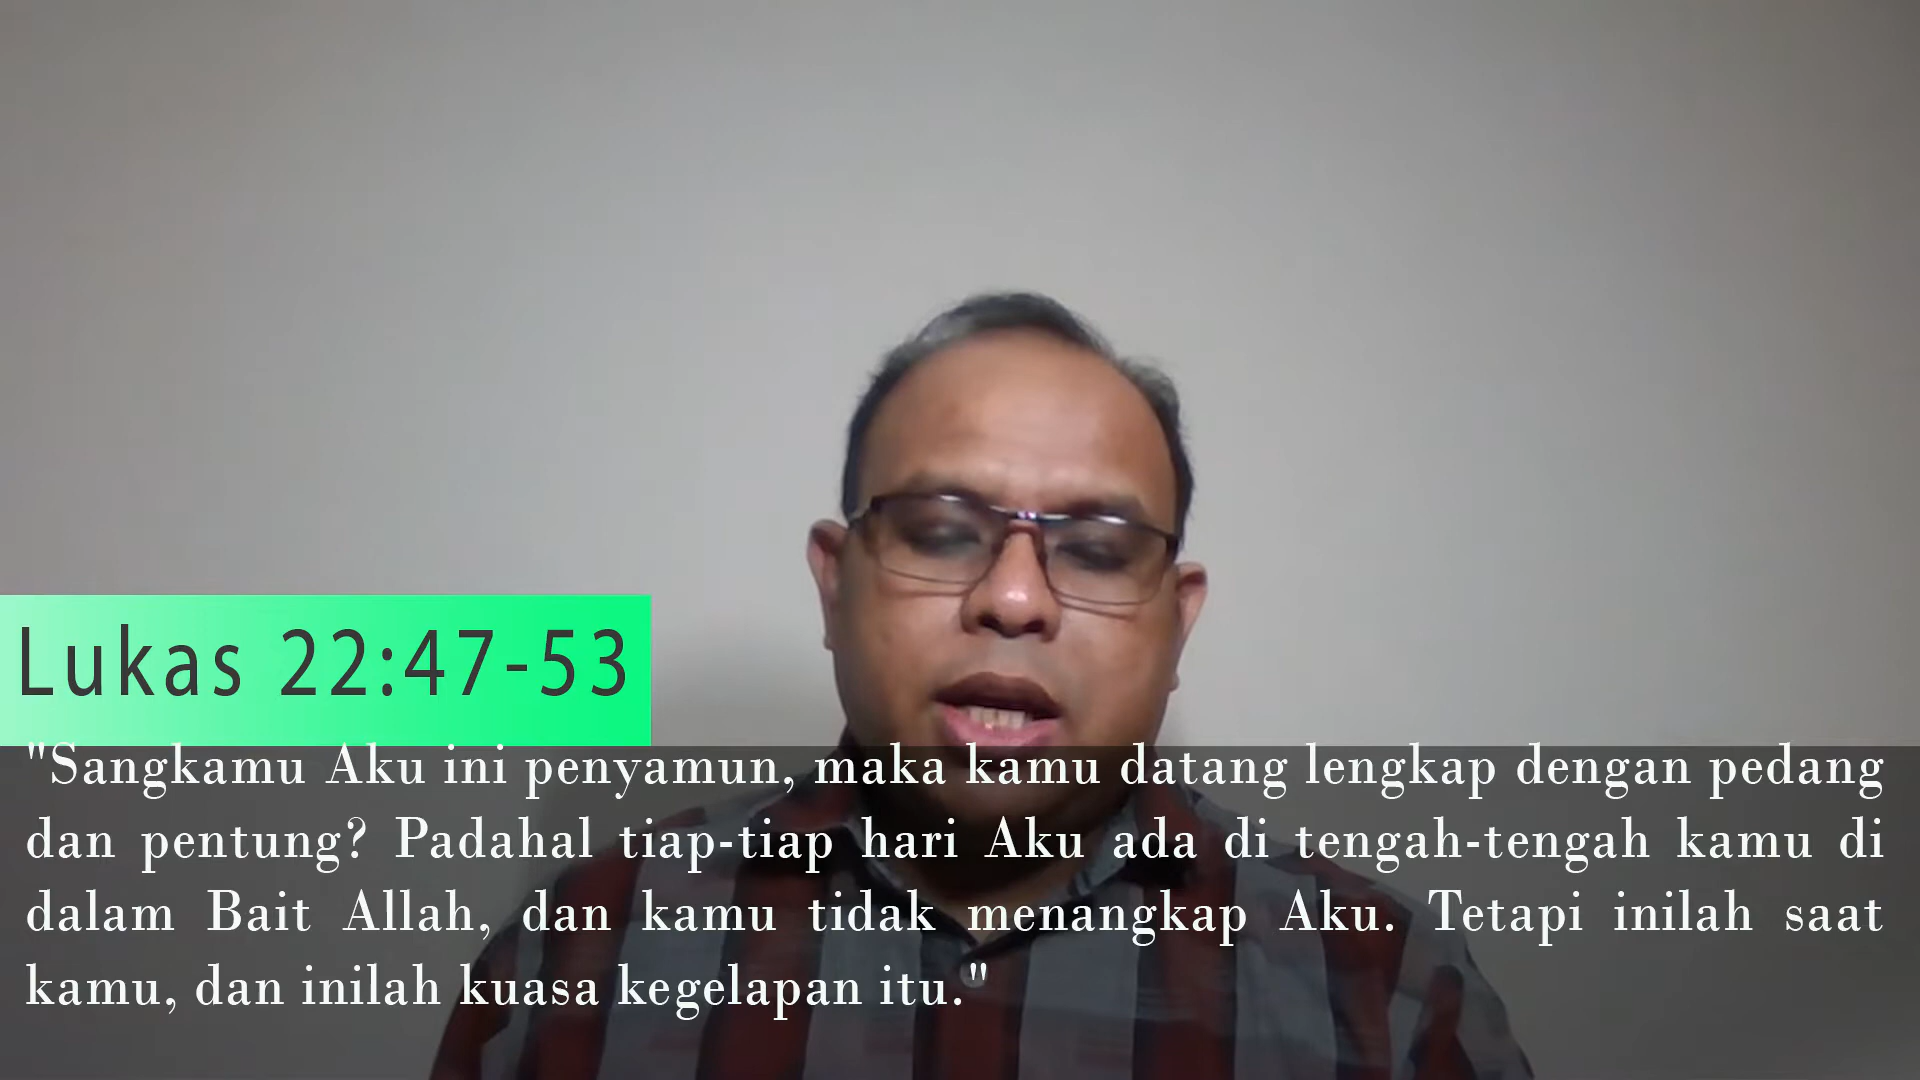 Lukas 22:47-53
"Sangkamu Aku ini penyamun, maka kamu datang lengkap dengan pedang
dan pentung? Padahal tiap-tiap hari Aku ada di tengah-tengah kamu di
dalam Bait Allah, dan kamu tidak menangkap Aku. Tetapi inilah saat
kamu, dan inilah kuasa kegelapan itu."